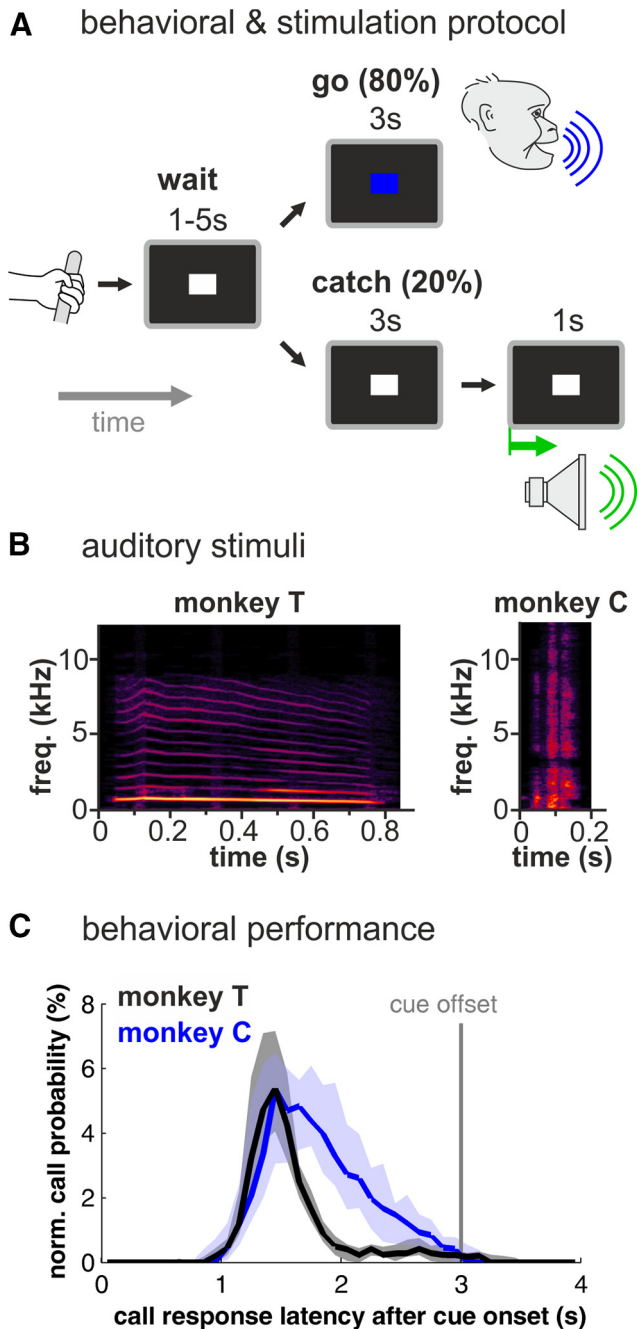 A behavioral & stimulation protocol
go (80%)
3s
wait
1-5s
catch (20%)
3s 1s
time
B auditory stimuli
monkey T monkey C
freq. (kHz)
10
5
0
0 0.2 0.4 0.6 0.8
time (s)
freq. (kHz)
10
5
0
0 0.2
time (s)
C behavioral performance
norm. call probability (%)
8
6
4
2
0
monkey T
monkey C
cue offset
0 1 2 3 4
call response latency after cue onset (s)